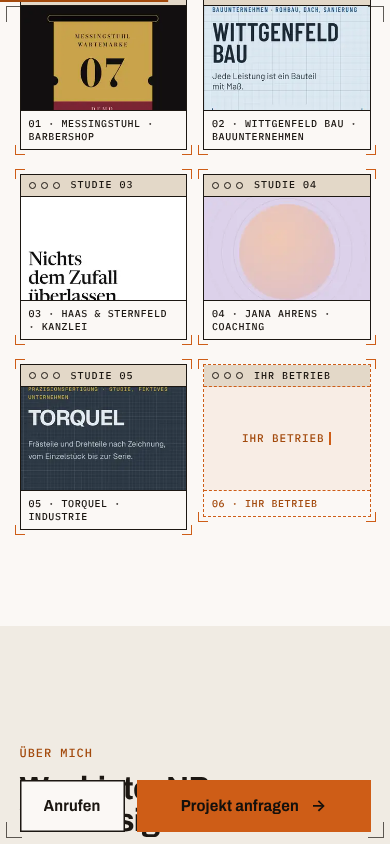 MESSINGSTUHL
WARTEMARKE
07
DEMO
01 · MESSINGSTUHL ·
BARBERSHOP
BAUUNTERNEHMEN · ROHBAU, DACH, SANIERUNG
WITTGENFELD
BAU
Jede Leistung ist ein Bauteil
mit Maß.
02 · WITTGENFELD BAU ·
BAUUNTERNEHMEN
STUDIE 03
Nichts
dem Zufall
überlassen
03 · HAAS & STERNFELD
· KANZLEI
STUDIE 04
04 · JANA AHRENS ·
COACHING
STUDIE 05
PRÄZISIONSFERTIGUNG · STUDIE, FIKTIVES
UNTERNEHMEN
TORQUEL
Frästeile und Drehteile nach Zeichnung,
vom Einzelstück bis zur Serie.
05 · TORQUEL ·
INDUSTRIE
IHR BETRIEB
IHR BETRIEB
06 · IHR BETRIEB
ÜBER MICH
Anrufen
Projekt anfragen →